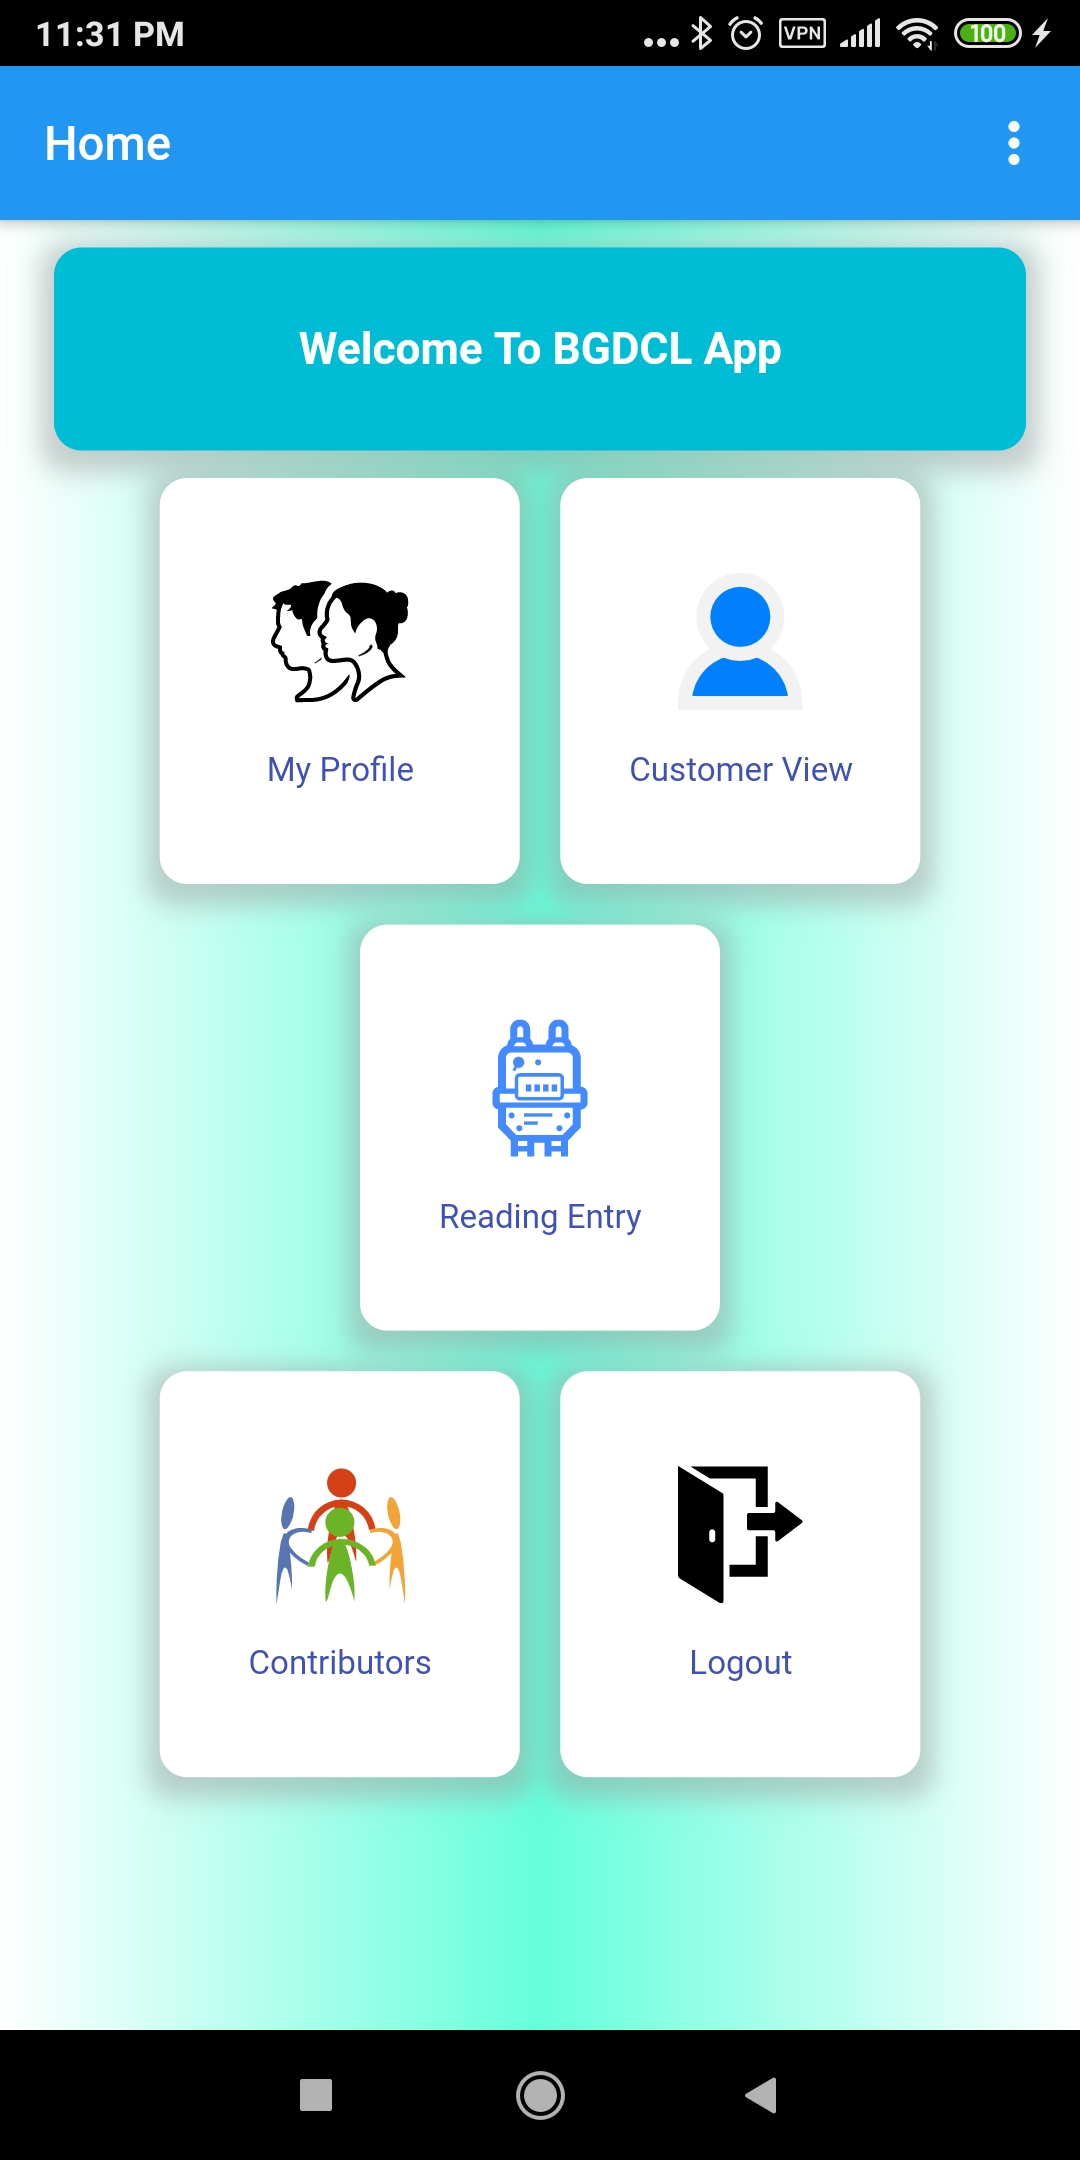 11:31 PM
VPN
100
Home
Welcome To BGDCL App
My Profile
Customer View
Reading Entry
Contributors
Logout